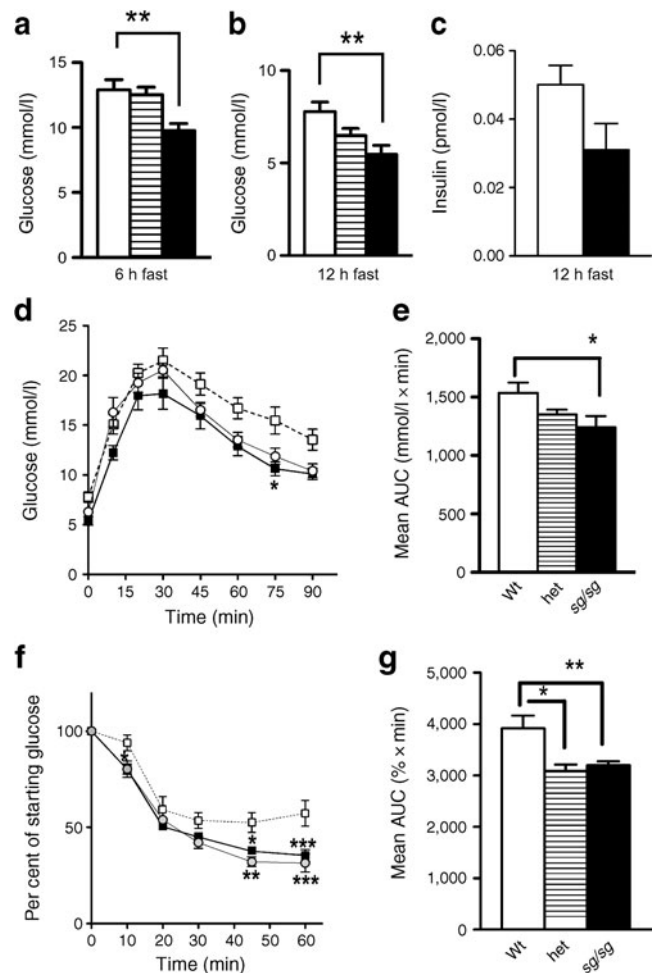 a
**
15
10
5
0
Glucose (mmol/l)
6 h fast
b
**
10
5
0
Glucose (mmol/l)
12 h fast
c
0.06
0.04
0.02
0.00
Insulin (pmol/l)
12 h fast
d
25
20
15
10
5
0
Glucose (mmol/l)
*
0 15 30 45 60 75 90
Time (min)
e
*
2,000
1,500
1,000
500
0
Mean AUC (mmol/l × min)
Wt het sg/sg
f
100
50
0
Per cent of starting glucose
*
* ***
** ***
0 10 20 30 40 50 60
Time (min)
g
**
*
5,000
4,000
3,000
2,000
1,000
0
Mean AUC (% × min)
Wt het sg/sg